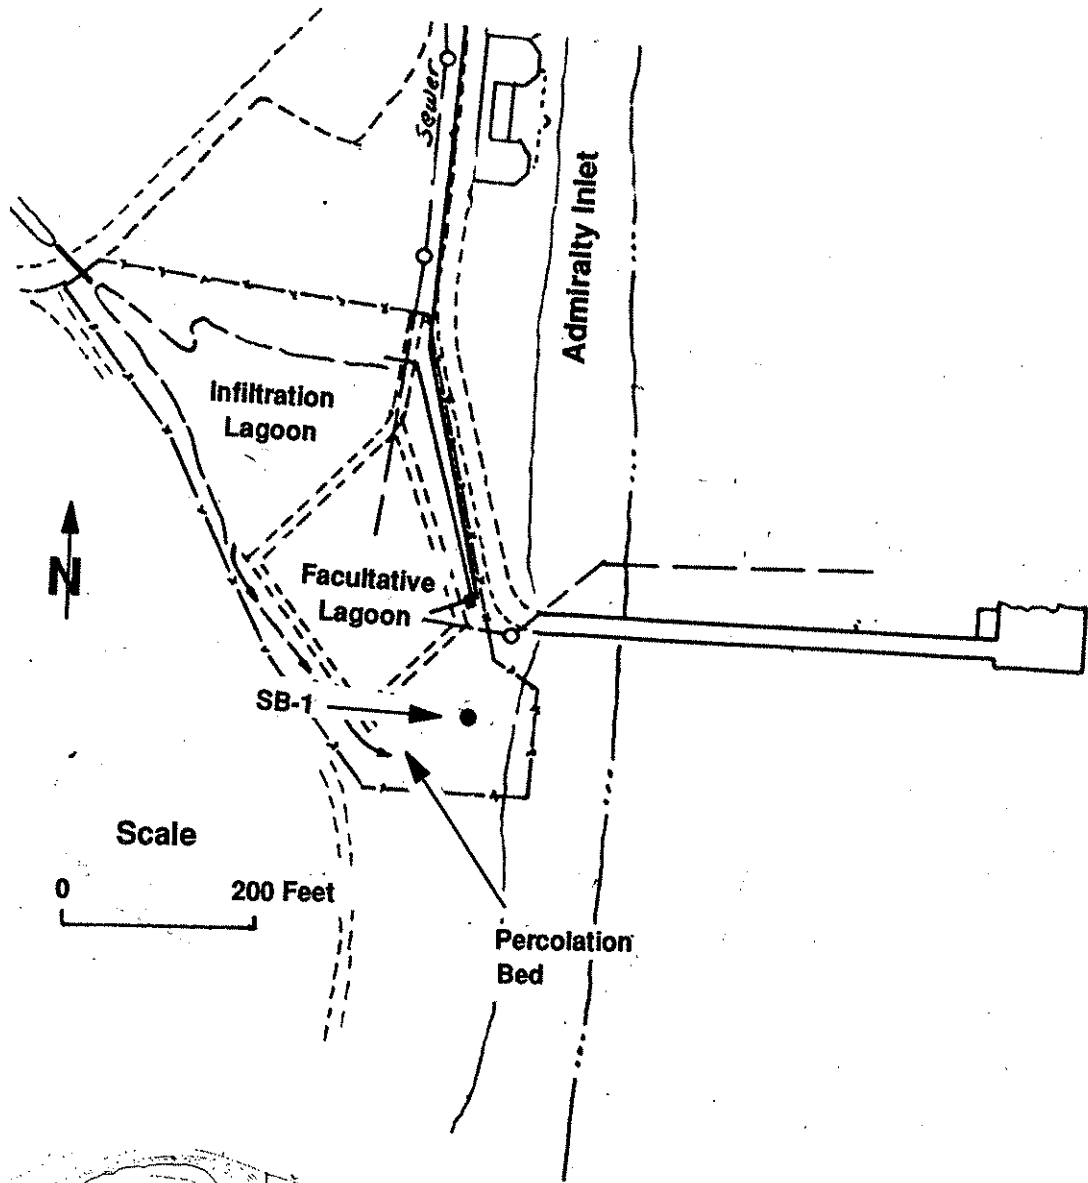 Sewer
Admiralty Inlet
Infiltration
Lagoon
N
Facultative
Lagoon
SB-1
Scale
0 200 Feet
Percolation
Bed